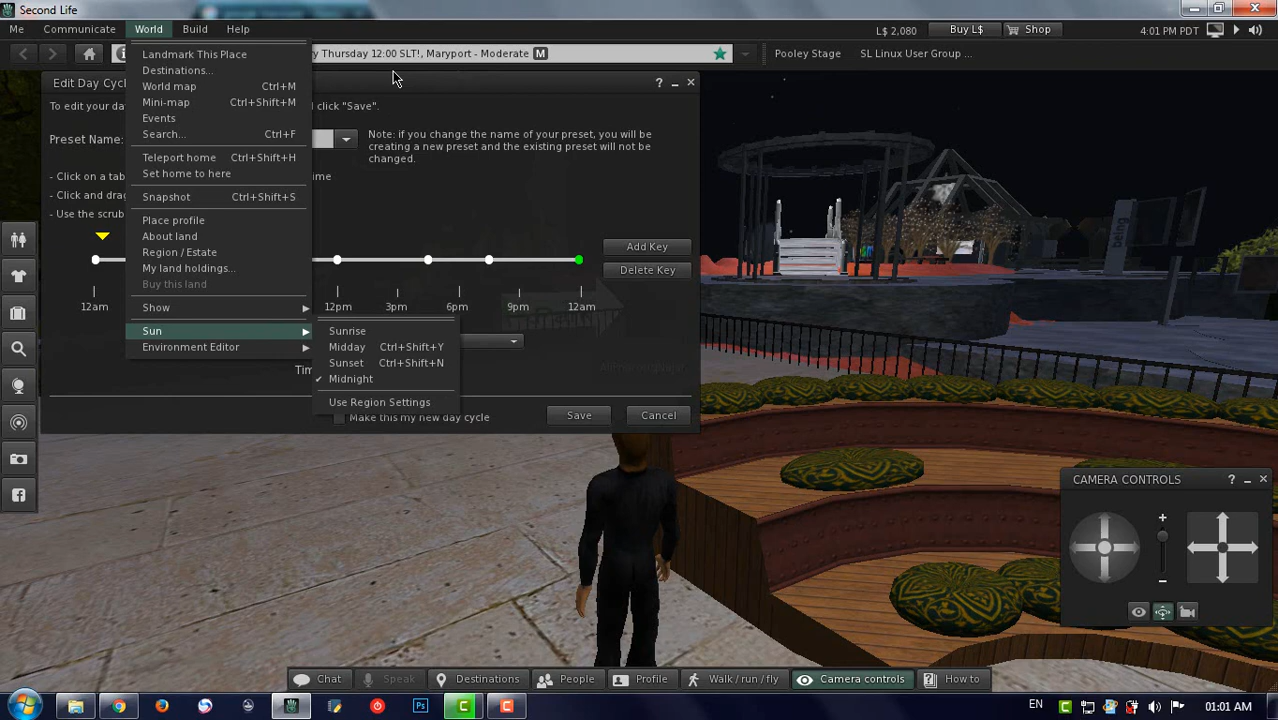 Second Life
Me Communicate World Build Help
L$ 2,080 Buy L$ Shop 4:01 PM PDT
y Thursday 12:00 SLT!, Maryport - Moderate M
Pooley Stage SL Linux User Group ...
Landmark This Place
Destinations...
World map Ctrl+M
Mini-map Ctrl+Shift+M
Events
Search... Ctrl+F
Teleport home Ctrl+Shift+H
Set home to here
Snapshot Ctrl+Shift+S
Place profile
About land
Region / Estate
My land holdings...
Buy this land
Show
Sun
Environment Editor
Sunrise
Midday Ctrl+Shift+Y
Sunset Ctrl+Shift+N
Midnight
Use Region Settings
Edit Day Cyc
To edit your da
click "Save".
Preset Name:
Note: if you change the name of your preset, you will be
creating a new preset and the existing preset will not be
changed.
- Click on a tab
ime
- Click and drag
- Use the scrub
Add Key
Delete Key
12am 12pm 3pm 6pm 9pm 12am
Tim
Make this my new day cycle
Save Cancel
being
CAMERA CONTROLS
Chat Speak Destinations People Profile Walk / run / fly Camera controls How to
EN 01:01 AM